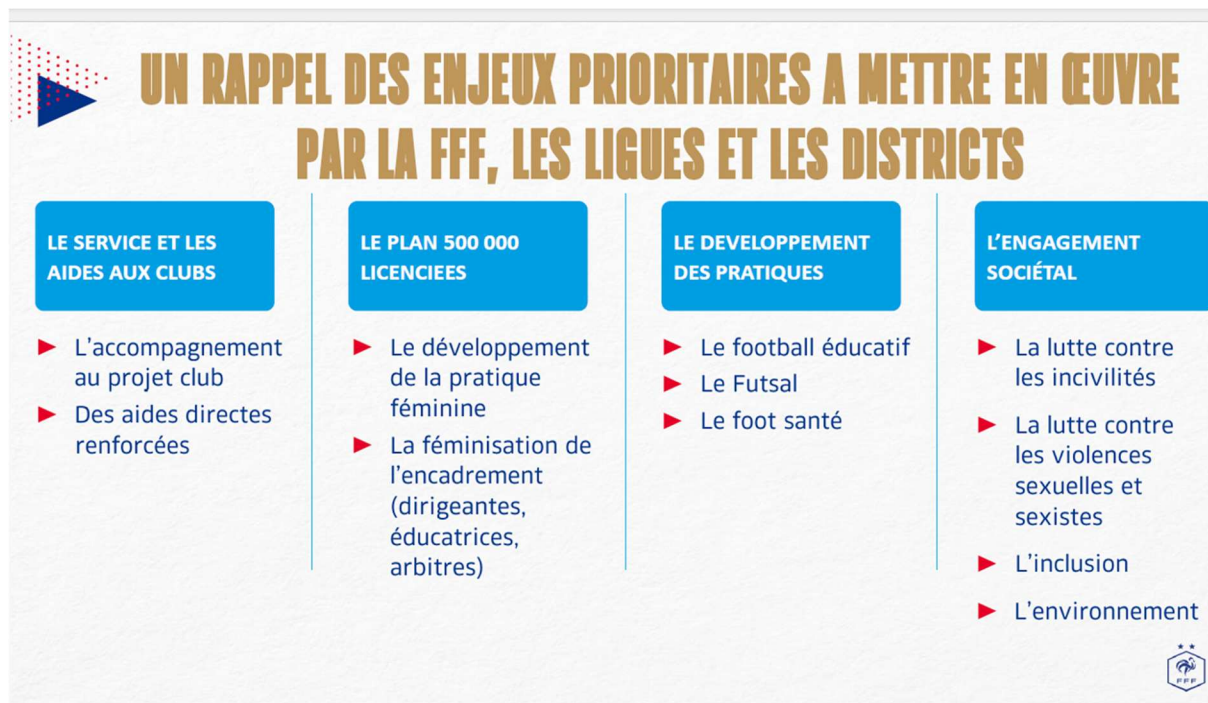 UN RAPPEL DES ENJEUX PRIORITAIRES A METTRE EN ŒUVRE
PAR LA FFF, LES LIGUES ET LES DISTRICTS
LE SERVICE ET LES
AIDES AUX CLUBS
L'accompagnement
au projet club
Des aides directes
renforcées
LE PLAN 500 000
LICENCIEES
Le développement
de la pratique
féminine
La féminisation de
l'encadrement
(dirigeantes,
éducatrices,
arbitres)
LE DEVELOPPEMENT
DES PRATIQUES
Le football éducatif
Le Futsal
Le foot santé
L'ENGAGEMENT
SOCIÉTAL
La lutte contre
les incivilités
La lutte contre
les violences
sexuelles et
sexistes
L'inclusion
L'environnement
FFF